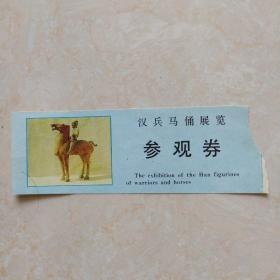 汉兵马俑展览
参观券
The exhibition of the Han figurines
of warriors and horses